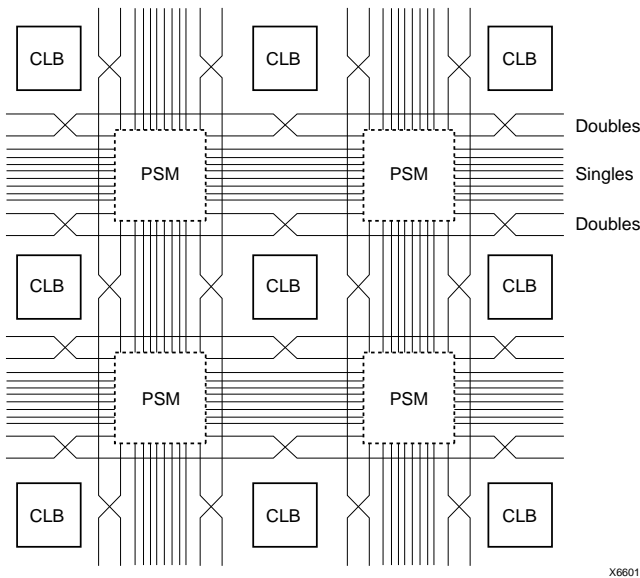 CLB CLB CLB
Doubles
PSM PSM Singles
Doubles
CLB CLB CLB
PSM PSM
CLB CLB CLB
X6601